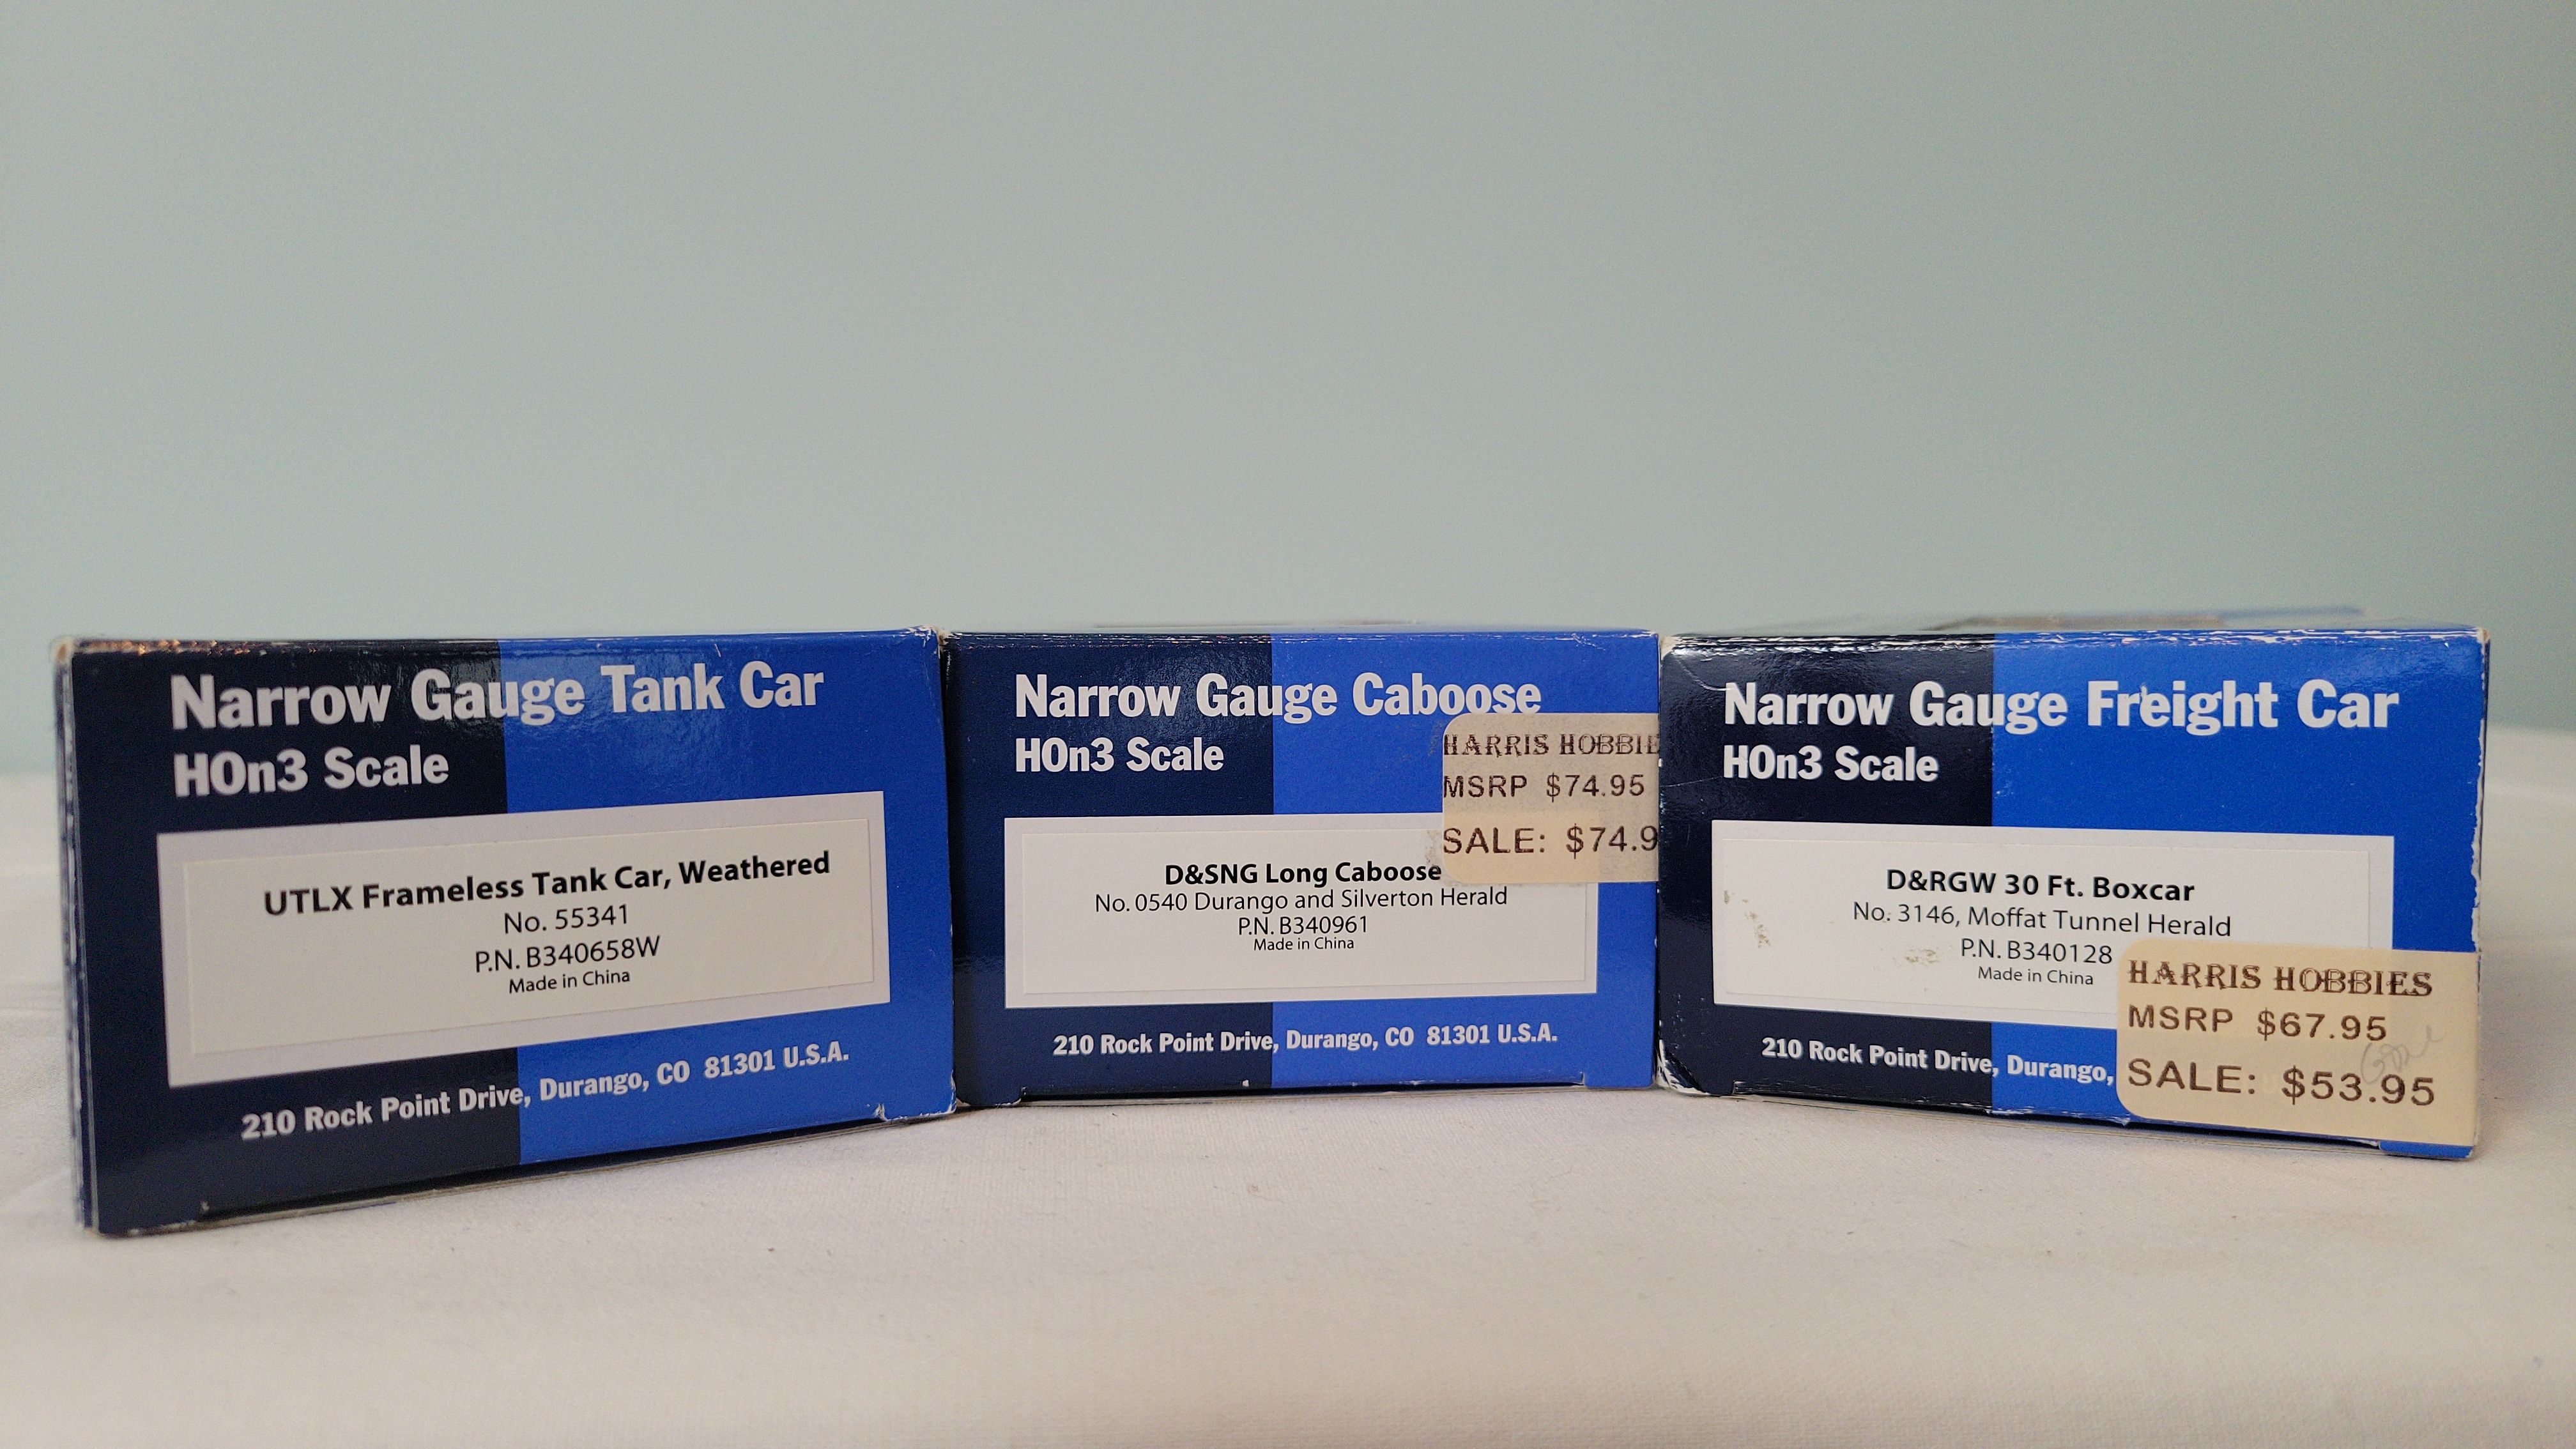 Narrow Gauge Tank Car
HOn3 Scale
UTLX Frameless Tank Car, Weathered
No. 55341
P.N. B340658W
Made in China
210 Rock Point Drive, Durango, CO 81301 U.S.A.
Narrow Gauge Caboose
HOn3 Scale
HARRIS HOBBIE
MSRP $74.95
SALE: $74.9
D&SNG Long Caboose
No. 0540 Durango and Silverton Herald
P.N. B340961
Made in China
210 Rock Point Drive, Durango, CO 81301 U.S.A.
Narrow Gauge Freight Car
HOn3 Scale
D&RGW 30 Ft. Boxcar
No. 3146, Moffat Tunnel Herald
P.N. B340128
Made in China
210 Rock Point Drive, Durango,
HARRIS HOBBIES
MSRP $67.95
SALE: $53.95